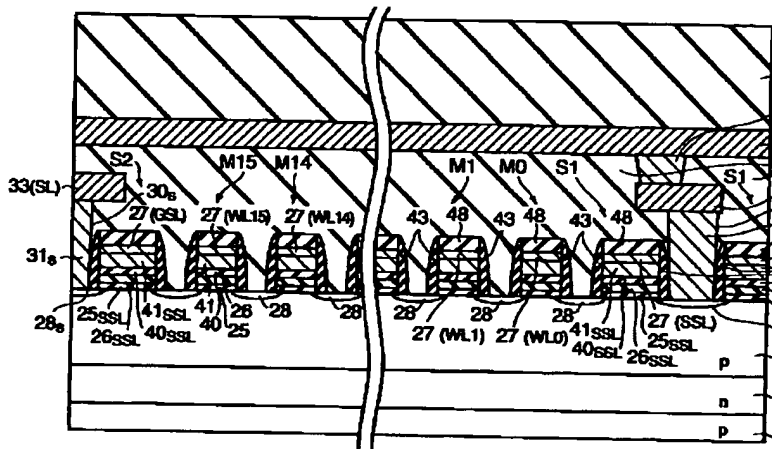 S2 M15 M14 M1 M0 S1 S1
33(SL) 30S
27 (GSL) 27 (WL15) 27 (WL14) 43 48 43 48 43 48
31S
28S 25SSL 26SSL 41SSL 40SSL 41 40 25 28 28 28 28 28 28
27 (WL1) 27 (WL0) 41SSL 40SSL 27 (SSL) 25SSL 26SSL
p
n
p